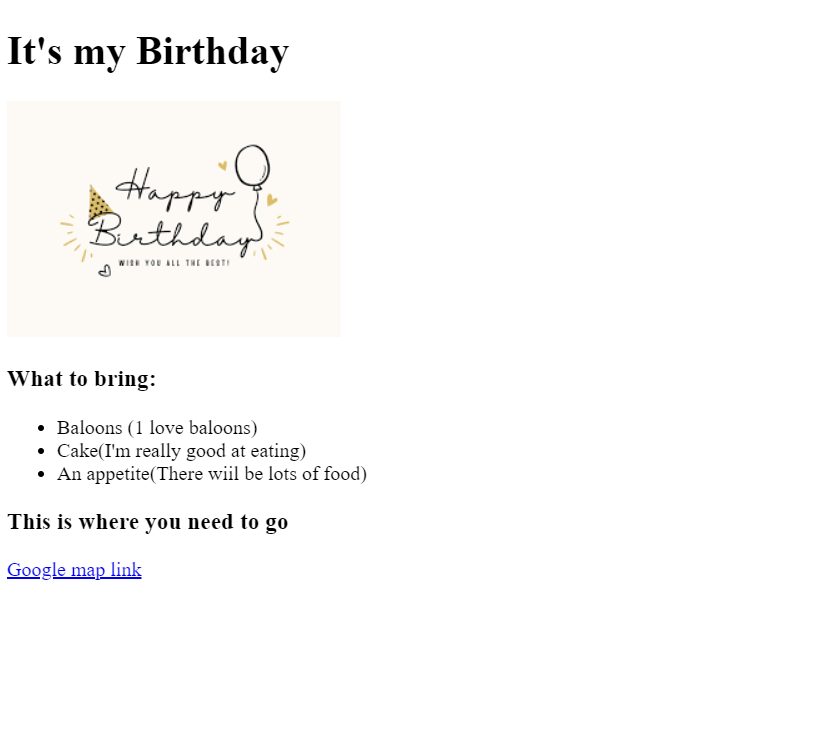 It's my Birthday
Happy
Birthday
WISH YOU ALL THE BEST!
What to bring:
Baloons (1 love baloons)
Cake(I'm really good at eating)
An appetite(There wiil be lots of food)
This is where you need to go
Google map link